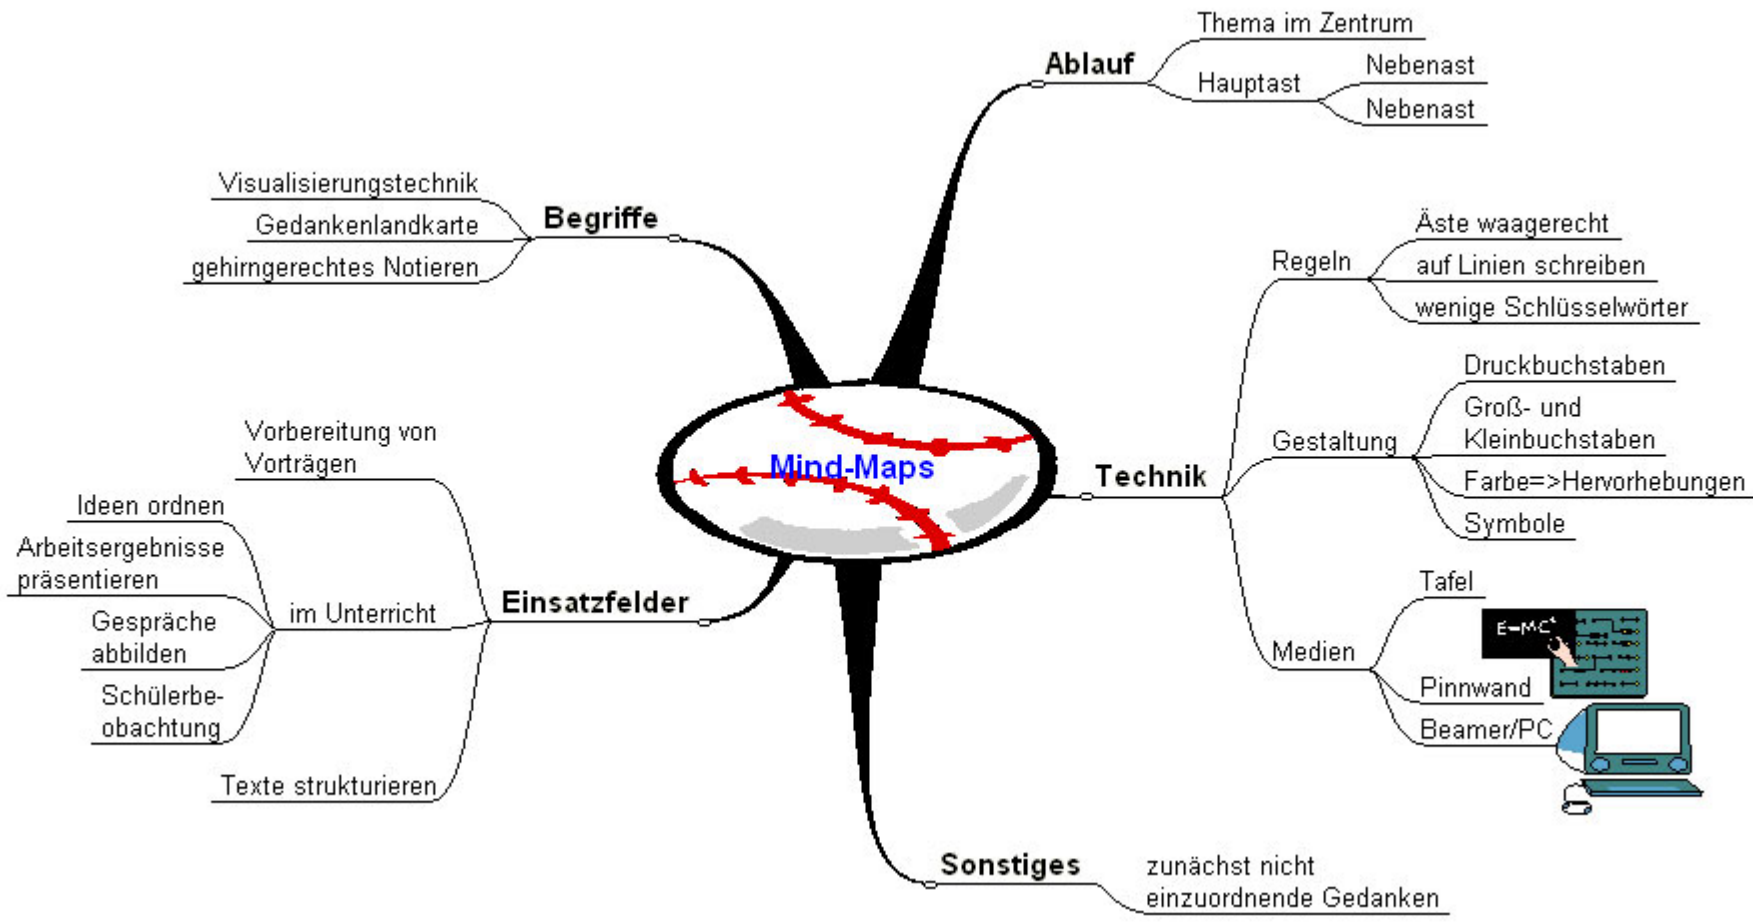 Mind-Maps
Ablauf
Thema im Zentrum
Hauptast
Nebenast
Nebenast
Technik
Regeln
Äste waagerecht
auf Linien schreiben
wenige Schlüsselwörter
Gestaltung
Druckbuchstaben
Groß- und
Kleinbuchstaben
Farbe=>Hervorhebungen
Symbole
Medien
Tafel
E=MC²
Pinnwand
Beamer/PC
Sonstiges
zunächst nicht
einzuordnende Gedanken
Einsatzfelder
Vorbereitung von
Vorträgen
im Unterricht
Ideen ordnen
Arbeitsergebnisse
präsentieren
Gespräche
abbilden
Schülerbe-
obachtung
Texte strukturieren
Begriffe
Visualisierungstechnik
Gedankenlandkarte
gehirngerechtes Notieren